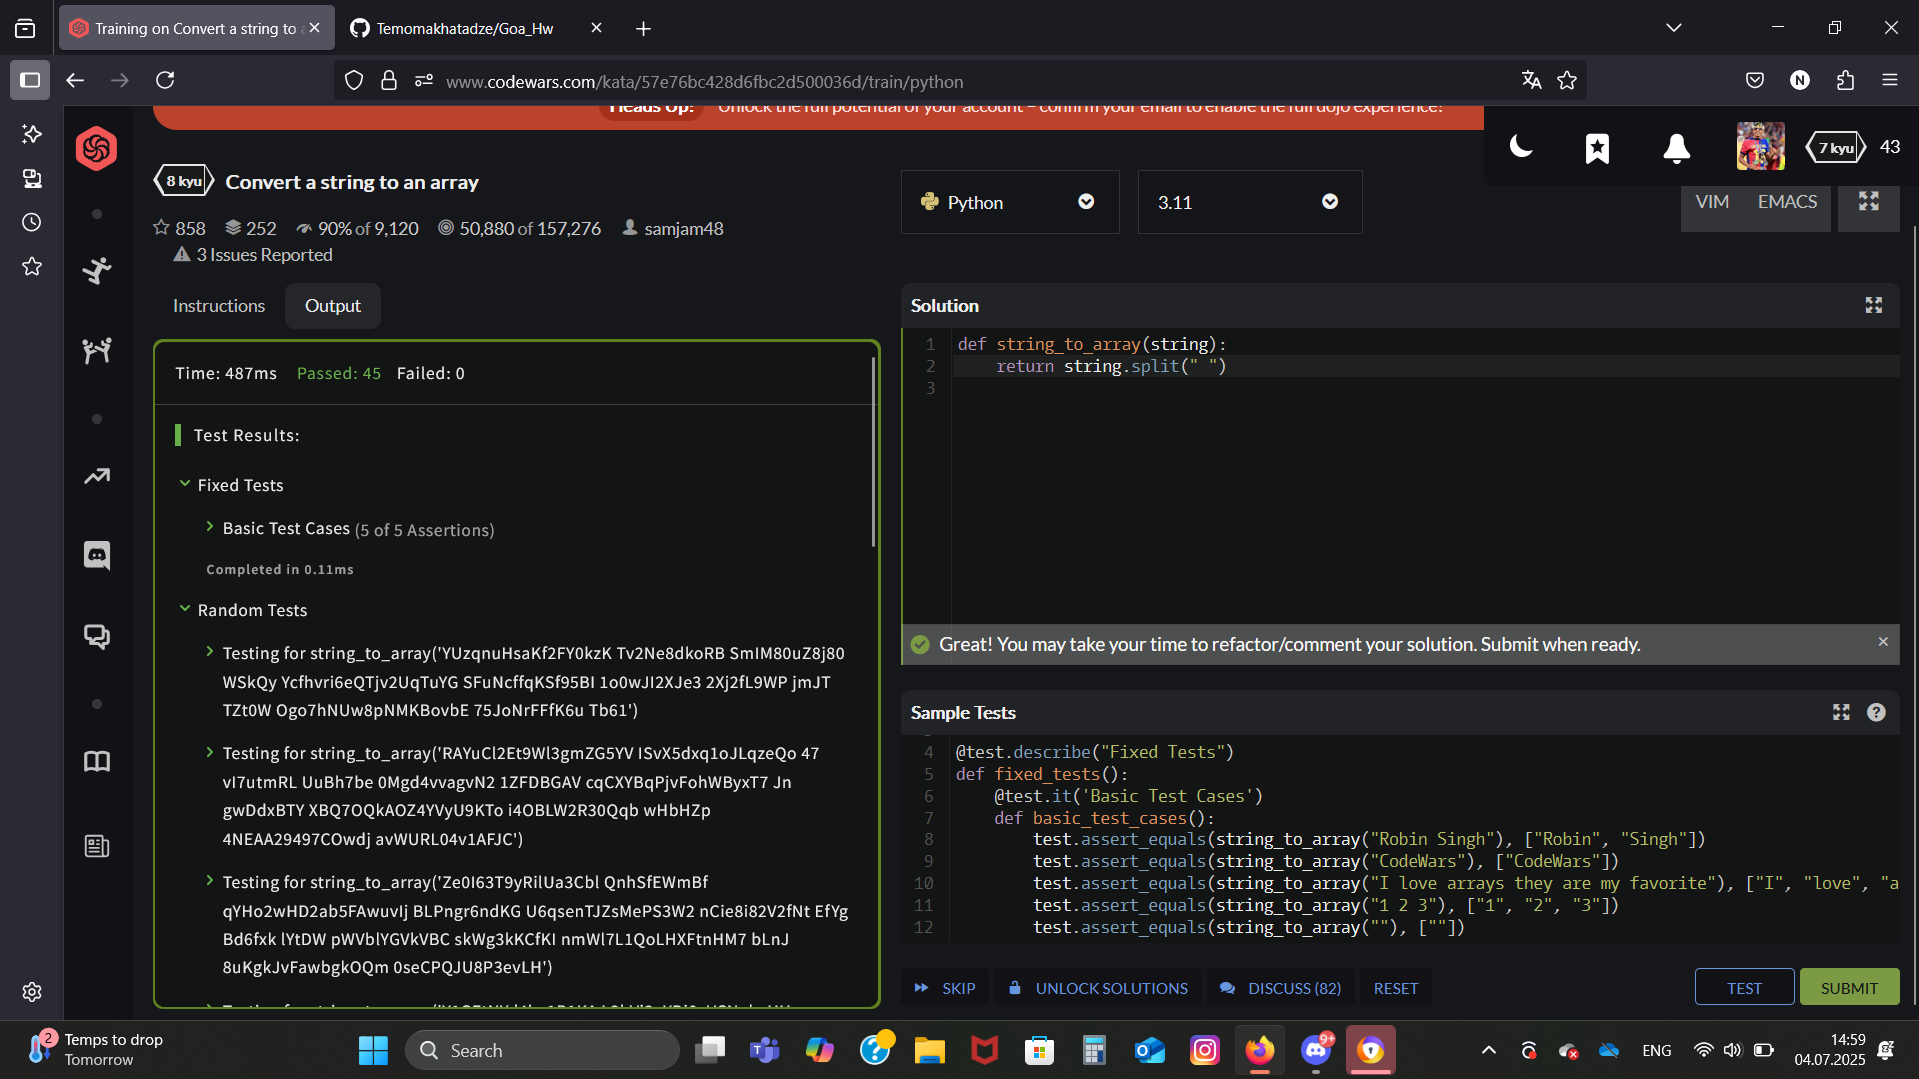 Training on Convert a string to a
Temomakhatadze/Goa_Hw
www.codewars.com/kata/57e76bc428d6fbc2d500036d/train/python
Heads Up! Unlock the full potential of your account – confirm your email to enable the full dojo experience!
7 kyu 43
8 kyu Convert a string to an array
858 252 90% of 9,120 50,880 of 157,276 samjam48
3 Issues Reported
Python
3.11
VIM EMACS
Instructions Output
Time: 487ms Passed: 45 Failed: 0
Test Results:
Fixed Tests
Basic Test Cases (5 of 5 Assertions)
Completed in 0.11ms
Random Tests
Testing for string_to_array('YUzqnuHsaKf2FY0kzK Tv2Ne8dkoRB SmIM80uZ8j80
WSkQy Ycfhvri6eQTjv2UqTuYG SFuNcffqKSf95BI 1o0wJI2XJe3 2Xj2fL9WP jmJT
TZt0W Ogo7hNUw8pNMKBovbE 75JoNrFFfK6u Tb61')
Testing for string_to_array('RAYuCl2Et9Wl3gmZG5YV ISvX5dxq1oJLqzeQo 47
vI7utmRL UuBh7be 0Mgd4vvagvN2 1ZFDBGAV cqCXYBqPjvFohWByxT7 Jn
gwDdxBTY XBQ7OQkAOZ4YVyU9KTo i4OBLW2R30Qqb wHbHZp
4NEAA29497COwdj avWURL04v1AFJC')
Testing for string_to_array('Ze0I63T9yRilUa3Cbl QnhSfEWmBf
qYHo2wHD2ab5FAwuvIj BLPngr6ndKG U6qsenTJZsMePS3W2 nCie8i82V2fNt EfYg
Bd6fxk lYtDW pWVblYGVkVBC skWg3kKCfKI nmWl7L1QoLHXFtnHM7 bLnJ
8uKgkJvFawbgkOQm 0seCPQJU8P3evLH')
Solution
1 def string_to_array(string):
2 return string.split(" ")
3
Great! You may take your time to refactor/comment your solution. Submit when ready.
Sample Tests
4 @test.describe("Fixed Tests")
5 def fixed_tests():
6 @test.it('Basic Test Cases')
7 def basic_test_cases():
8 test.assert_equals(string_to_array("Robin Singh"), ["Robin", "Singh"])
9 test.assert_equals(string_to_array("CodeWars"), ["CodeWars"])
10 test.assert_equals(string_to_array("I love arrays they are my favorite"), ["I", "love", "a
11 test.assert_equals(string_to_array("1 2 3"), ["1", "2", "3"])
12 test.assert_equals(string_to_array(""), [""])
SKIP UNLOCK SOLUTIONS DISCUSS (82) RESET TEST SUBMIT
2 Temps to drop
Tomorrow
Search
9+
ENG
14:59
04.07.2025